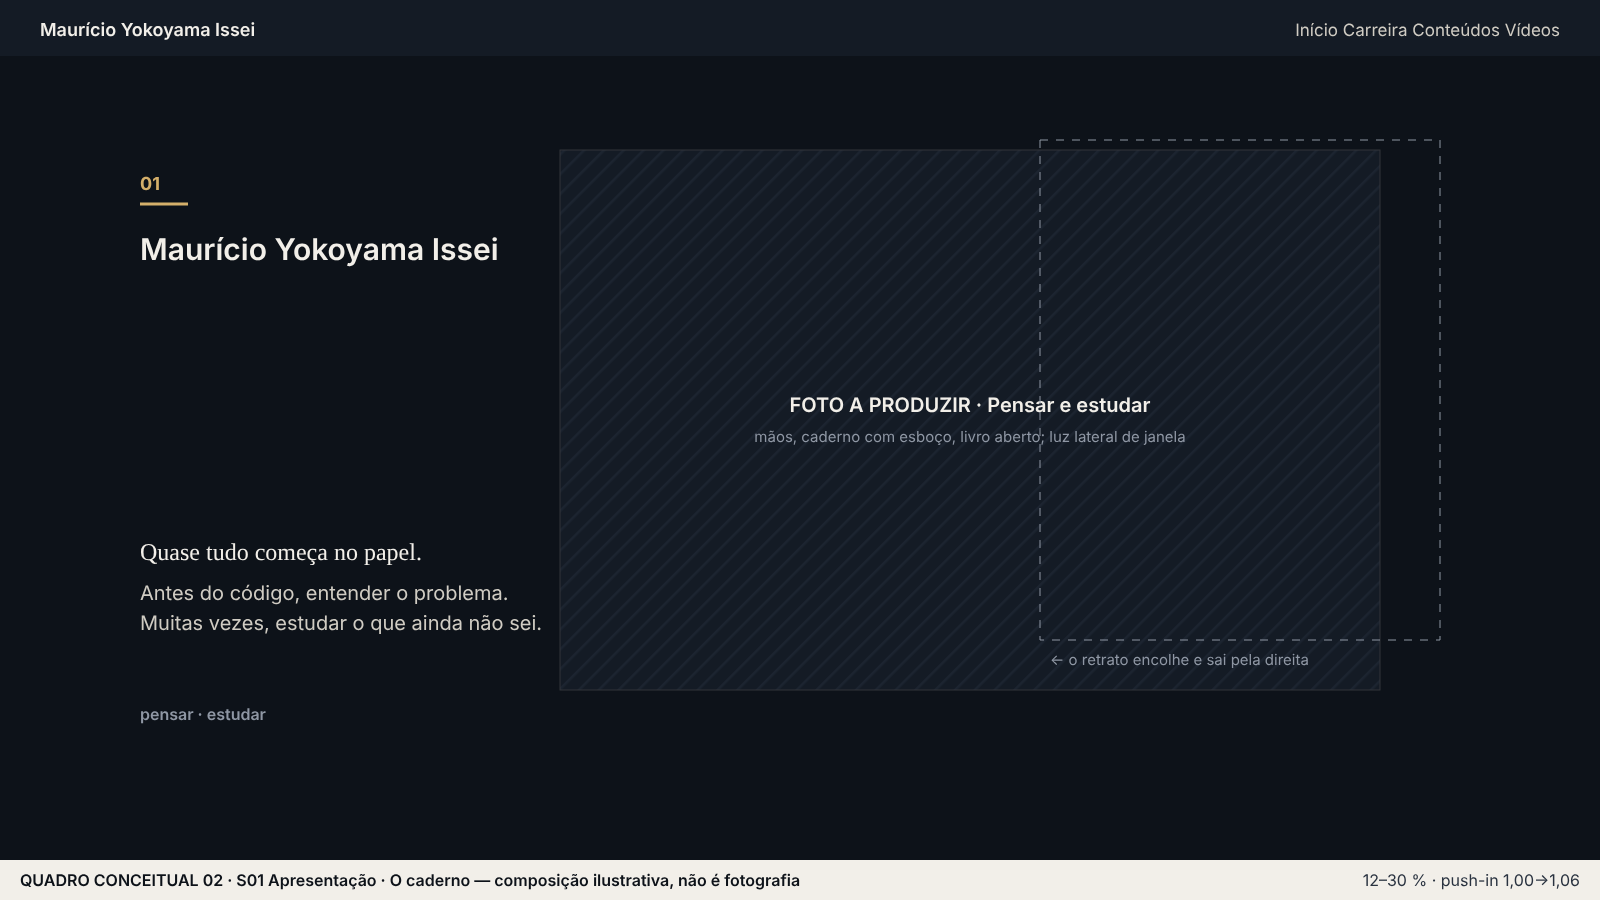 Maurício Yokoyama Issei
Início Carreira Conteúdos Vídeos
01
Maurício Yokoyama Issei
FOTO A PRODUZIR · Pensar e estudar
mãos, caderno com esboço, livro aberto; luz lateral de janela
Quase tudo começa no papel.
Antes do código, entender o problema.
Muitas vezes, estudar o que ainda não sei.
← o retrato encolhe e sai pela direita
pensar · estudar
QUADRO CONCEITUAL 02 · S01 Apresentação · O caderno — composição ilustrativa, não é fotografia
12–30 % · push-in 1,00→1,06